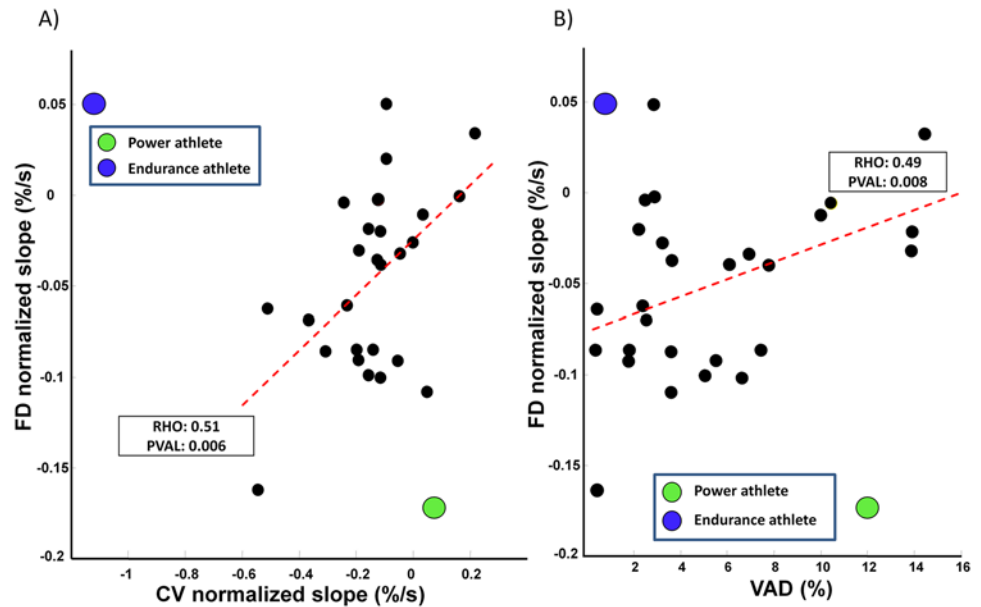 A)
FD normalized slope (%/s)
0.05
0
-0.05
-0.1
-0.15
-0.2
Power athlete
Endurance athlete
RHO: 0.51
PVAL: 0.006
-1 -0.8 -0.6 -0.4 -0.2 0 0.2
CV normalized slope (%/s)
B)
FD normalized slope (%/s)
0.05
0
-0.05
-0.1
-0.15
-0.2
RHO: 0.49
PVAL: 0.008
Power athlete
Endurance athlete
2 4 6 8 10 12 14 16
VAD (%)